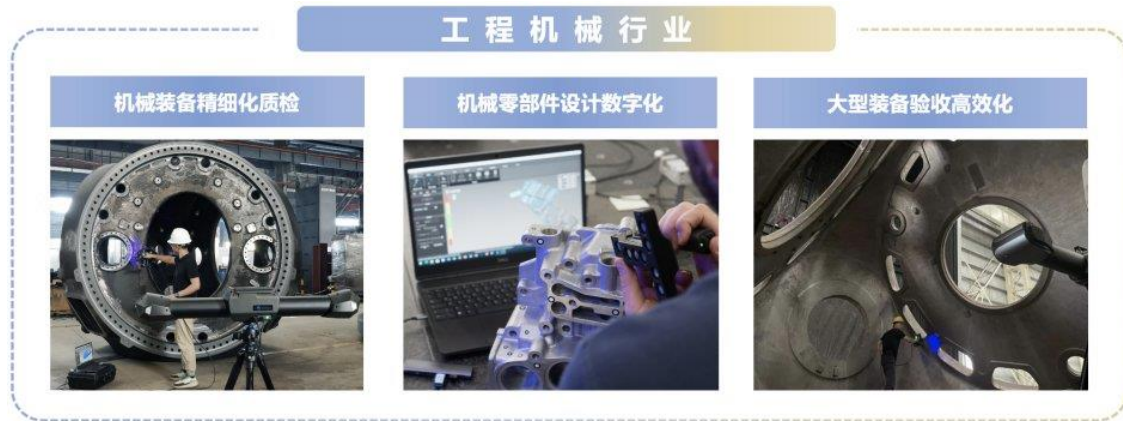 工程机械行业
机械装备精细化质检
机械零部件设计数字化
大型装备验收高效化